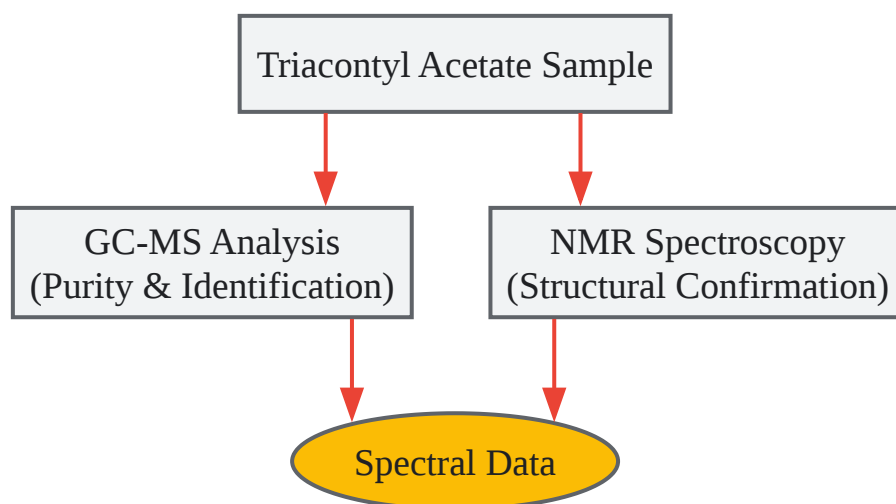 Triacontyl Acetate Sample
GC-MS Analysis
(Purity & Identification)
NMR Spectroscopy
(Structural Confirmation)
Spectral Data